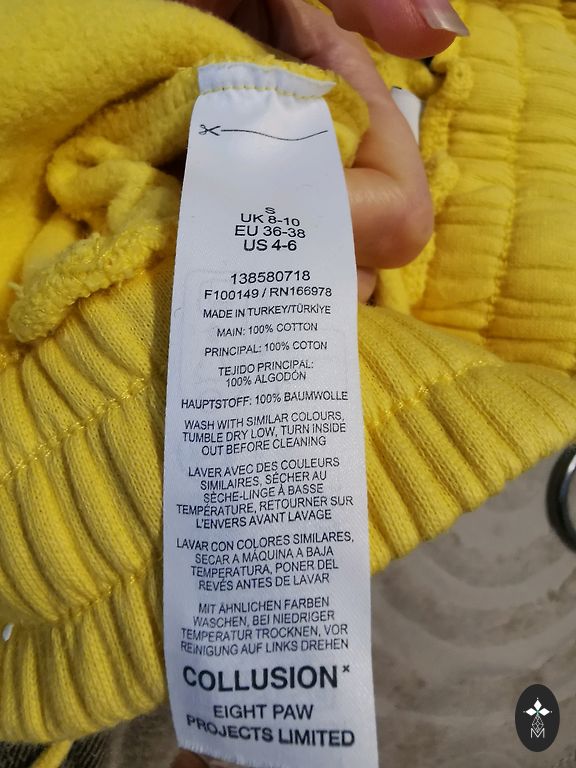 S
UK 8-10
EU 36-38
US 4-6
138580718
F100149 / RN166978
MADE IN TURKEY/TÜRKİYE
MAIN: 100% COTTON
PRINCIPAL: 100% COTON
TEJIDO PRINCIPAL:
100% ALGODÓN
HAUPTSTOFF: 100% BAUMWOLLE
WASH WITH SIMILAR COLOURS,
TUMBLE DRY LOW, TURN INSIDE
OUT BEFORE CLEANING
LAVER AVEC DES COULEURS
SIMILAIRES, SÉCHER AU
SÈCHE-LINGE À BASSE
TEMPÉRATURE, RETOURNER SUR
L'ENVERS AVANT LAVAGE
LAVAR CON COLORES SIMILARES,
SECAR A MÁQUINA A BAJA
TEMPERATURA, PONER DEL
REVÉS ANTES DE LAVAR
MIT ÄHNLICHEN FARBEN
WASCHEN, BEI NIEDRIGER
TEMPERATUR TROCKNEN, VOR
REINIGUNG AUF LINKS DREHEN
COLLUSION×
EIGHT PAW
PROJECTS LIMITED
M